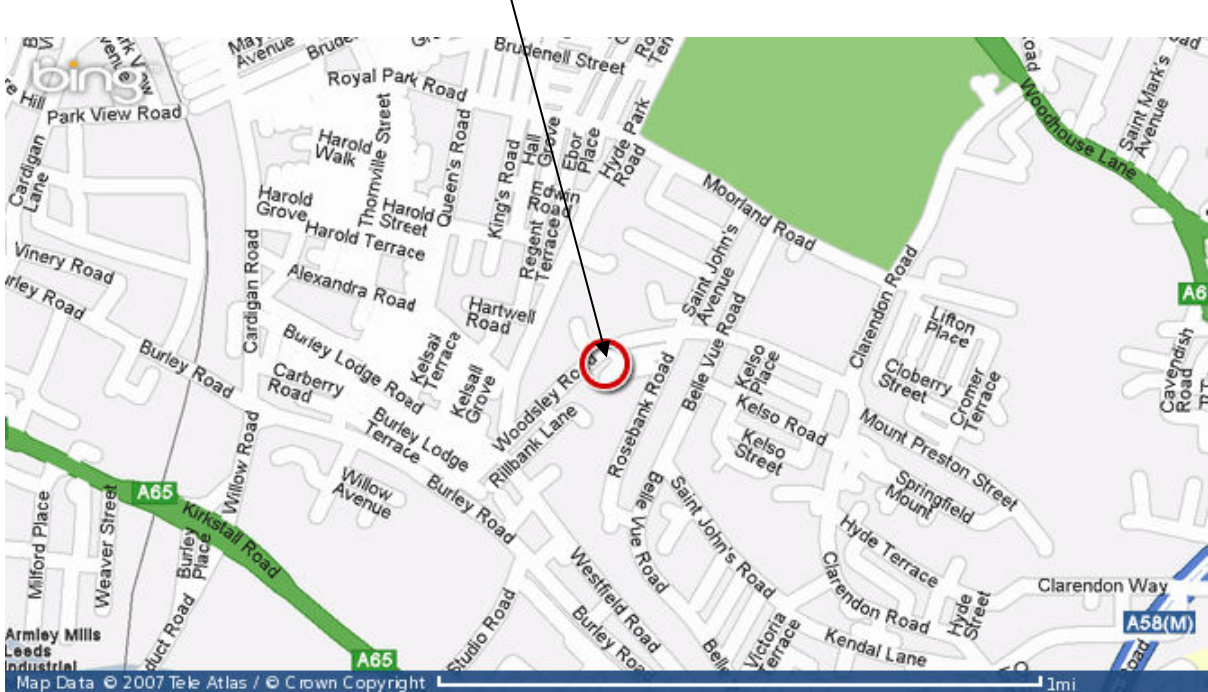 bing
Park View Road
Royal Park Road
Brudenell Street
Hyde Park
Road
Woodhouse Lane
Saint Mark's
Avenue
Cardigan
Lane
Harold
Walk
Thornville Street
Queen's Road
King's Road
Hall
Grove
Ebor
Place
Edwin
Road
Moorland Road
Harold
Grove
Harold
Street
Harold Terrace
Regent
Terrace
Saint John's
Avenue
Vinery Road
Cardigan Road
Alexandra Road
Hartwell
Road
Belle Vue Road
Clarendon Road
Lifton
Place
Burley Road
Burley Lodge Road
Kelsall
Terrace
Kelsall
Grove
Woodsley Road
Rillbank Lane
Rosebank Road
Kelso
Place
Cloberry
Street
Cromer
Terrace
Cavendish
Road
Carberry
Road
Burley Lodge
Terrace
Kelso Road
Kelso
Street
Mount Preston Street
Springfield
Mount
A65
Willow Road
Willow
Avenue
Burley Road
Belle Vue Road
Saint John's Road
Hyde Terrace
Kirkstall Road
Milford Place
Weaver Street
Burley
Place
Westfield Road
Clarendon Road
Hyde
Street
Clarendon Way
A58(M)
Road
Armley Mills
Leeds
Industrial
Studio Road
Burley
Victoria
Terrace
Kendal Lane
A65
Map Data © 2007 Tele Atlas / © Crown Copyright
1mi